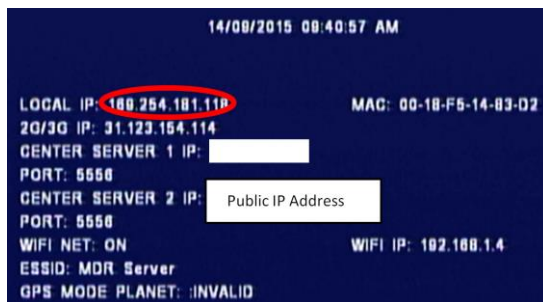 14/09/2015 09:40:57 AM
LOCAL IP: 169.254.181.118 MAC: 00-18-F5-14-83-D2
2G/3G IP: 31.123.154.114
CENTER SERVER 1 IP:
PORT: 5556
CENTER SERVER 2 IP: Public IP Address
PORT: 5556
WIFI NET: ON WIFI IP: 192.168.1.4
ESSID: MDR Server
GPS MODE PLANET: :INVALID